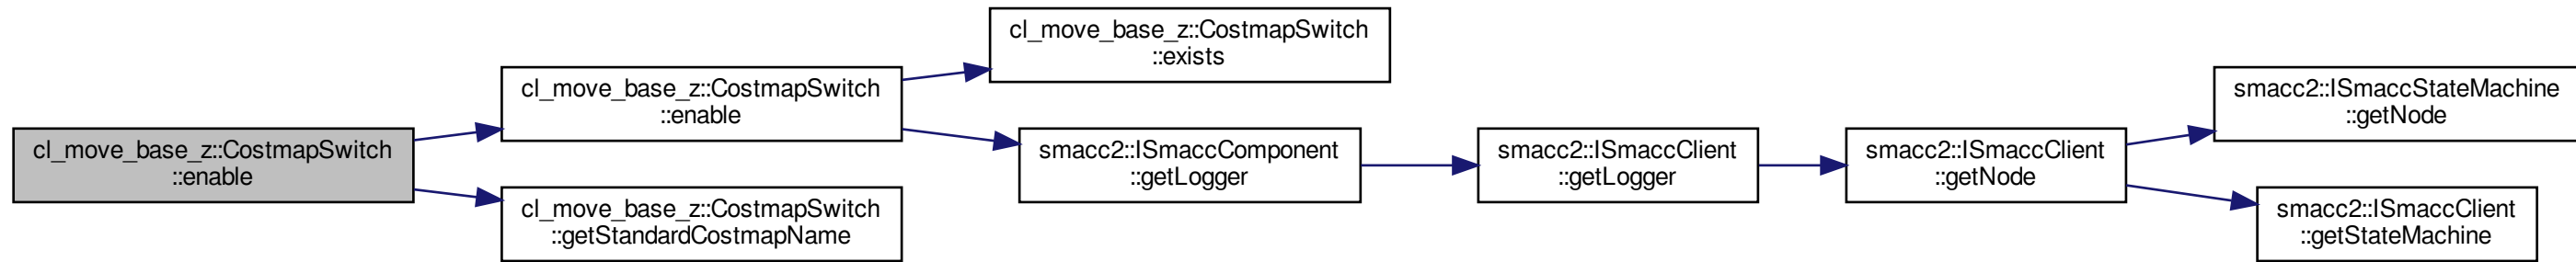 cl_move_base_z::CostmapSwitch
::enable
cl_move_base_z::CostmapSwitch
::enable
cl_move_base_z::CostmapSwitch
::getStandardCostmapName
cl_move_base_z::CostmapSwitch
::exists
smacc2::ISmaccComponent
::getLogger
smacc2::ISmaccClient
::getLogger
smacc2::ISmaccClient
::getNode
smacc2::ISmaccStateMachine
::getNode
smacc2::ISmaccClient
::getStateMachine